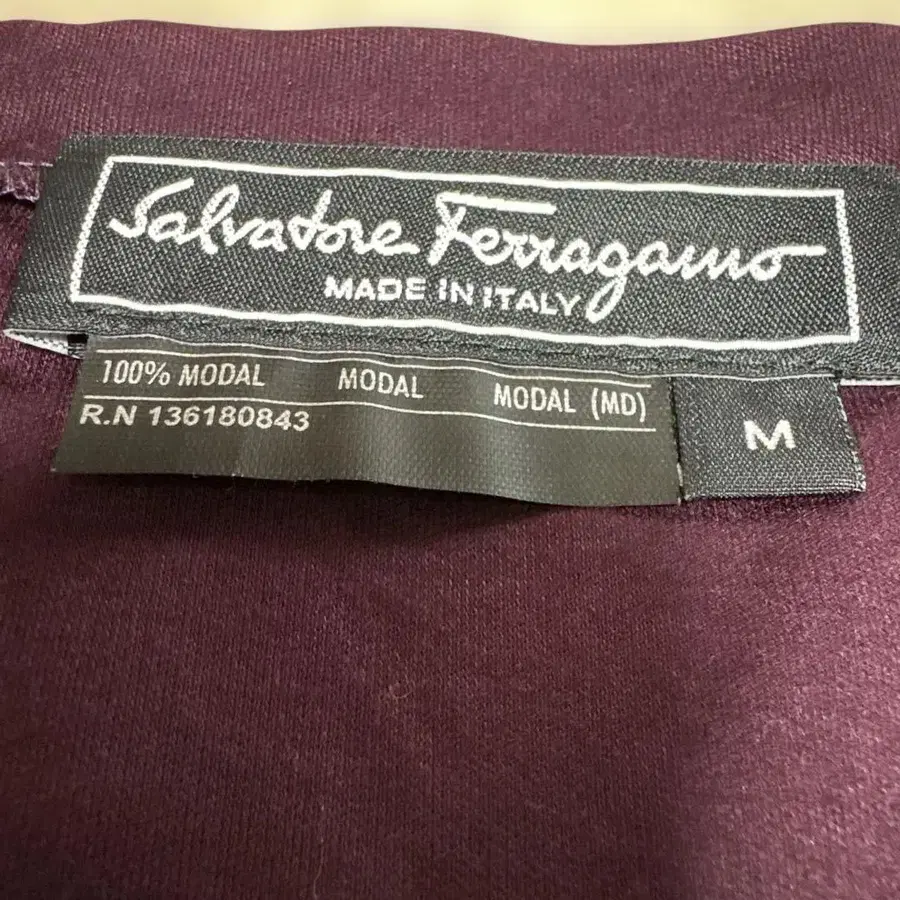 Salvatore Ferragamo
MADE IN ITALY
100% MODAL MODAL MODAL (MD)
R.N 136180843
M